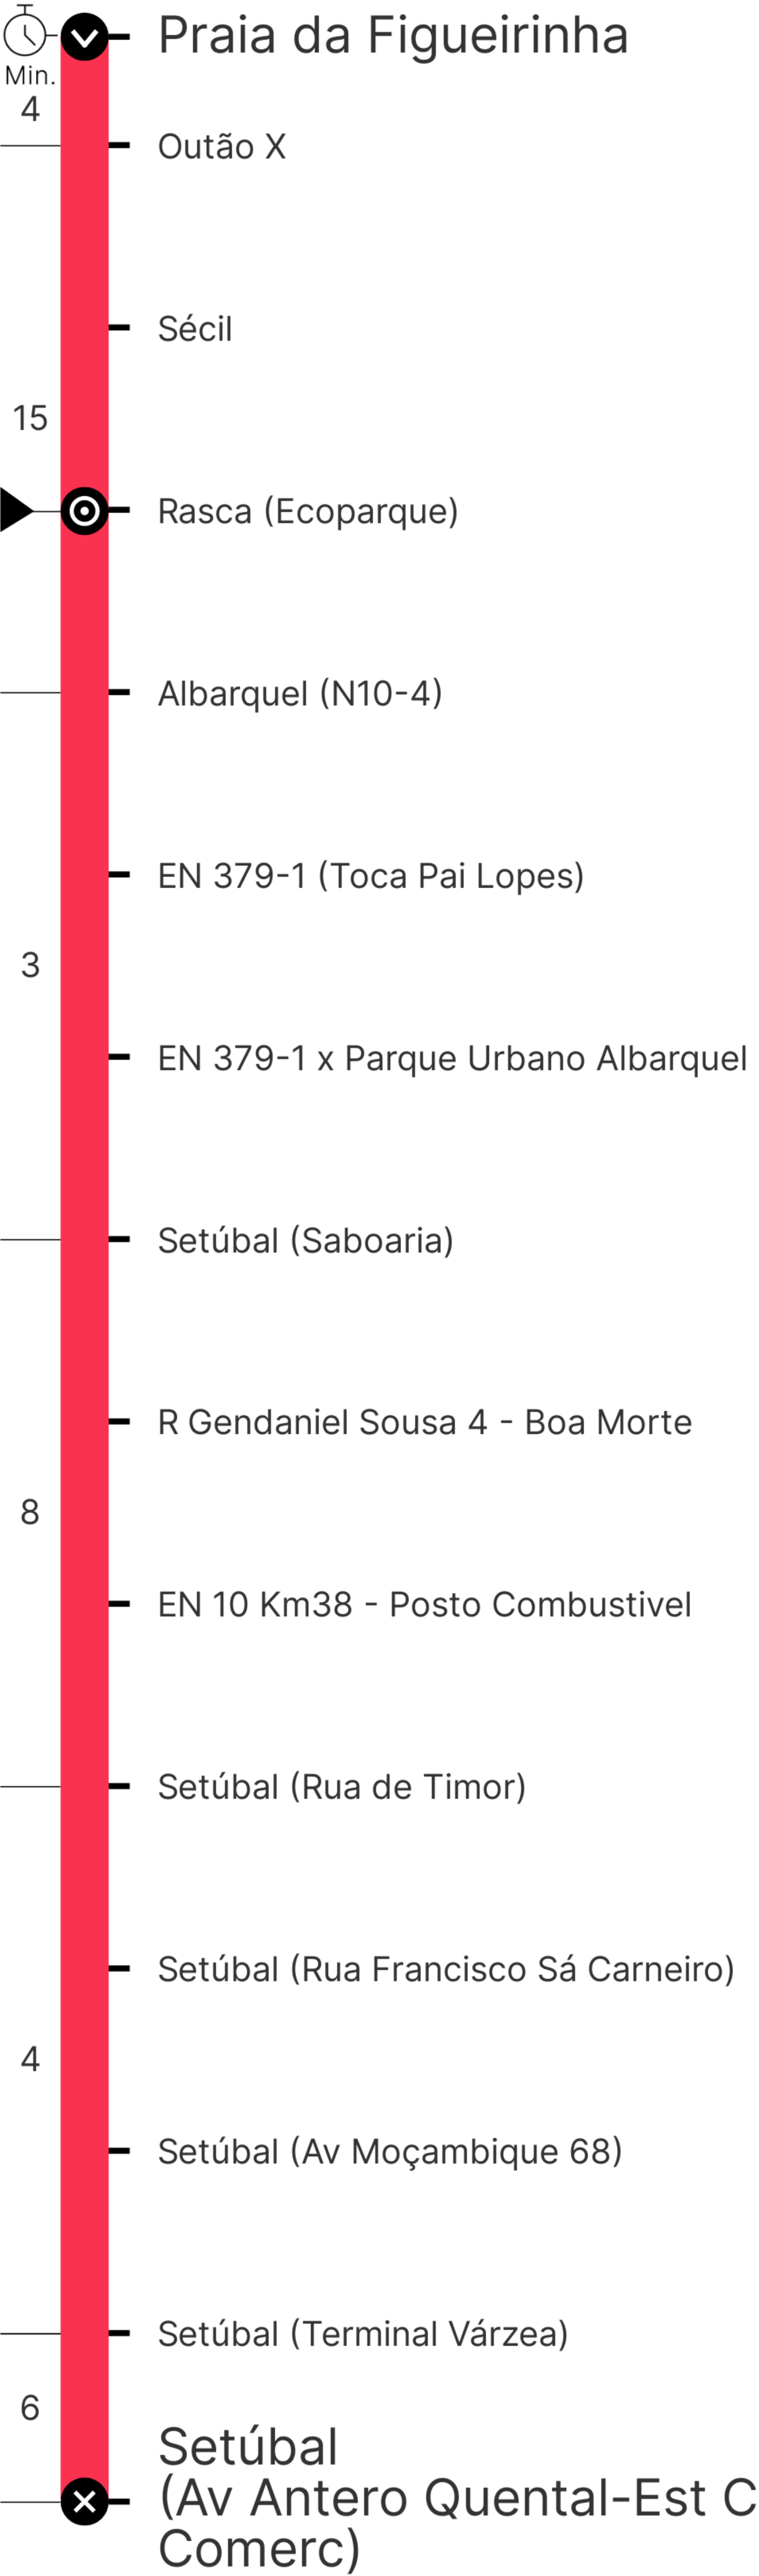 Praia da Figueirinha
Min.
4
Outão X
Sécil
15
Rasca (Ecoparque)
Albarquel (N10-4)
EN 379-1 (Toca Pai Lopes)
3
EN 379-1 x Parque Urbano Albarquel
Setúbal (Saboaria)
R Gendaniel Sousa 4 - Boa Morte
8
EN 10 Km38 - Posto Combustivel
Setúbal (Rua de Timor)
Setúbal (Rua Francisco Sá Carneiro)
4
Setúbal (Av Moçambique 68)
Setúbal (Terminal Várzea)
6
Setúbal
(Av Antero Quental-Est C
Comerc)